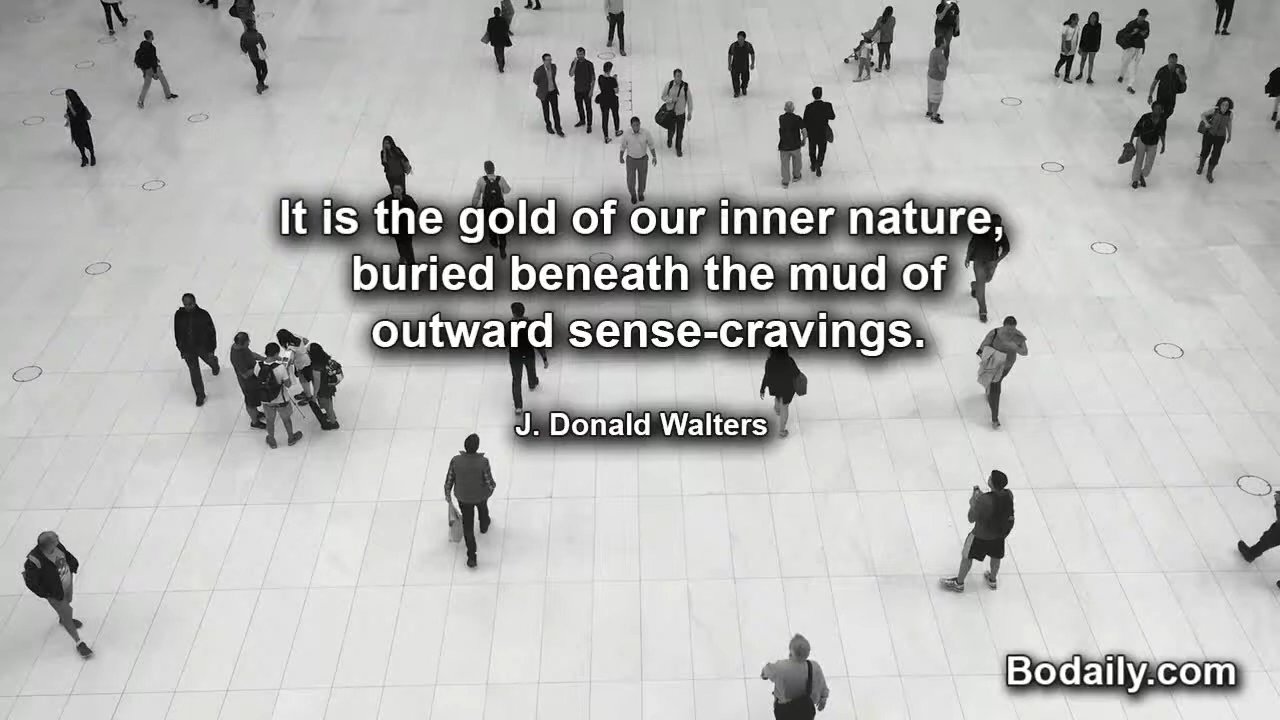 It is the gold of our inner nature,
buried beneath the mud of
outward sense-cravings.
J. Donald Walters
Bodaily.com